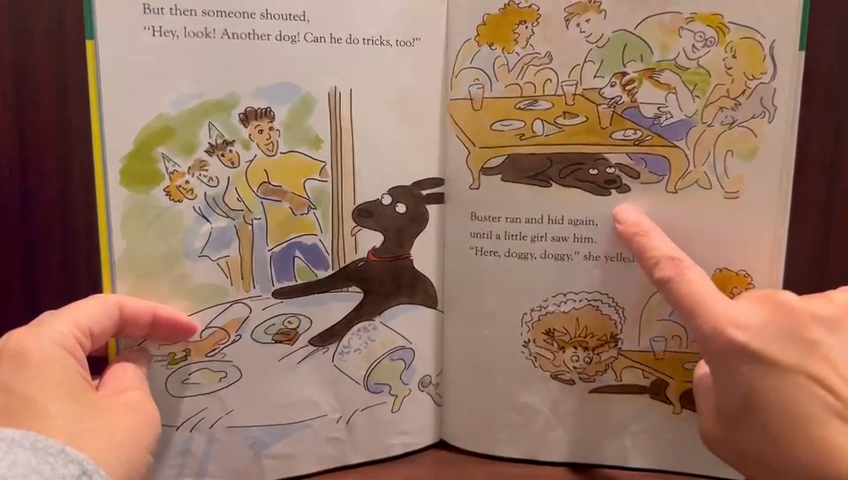 But then someone shouted,
"Hey, look! Another dog! Can he do tricks, too?"
Buster ran and hid again,
until a little girl saw him.
"Here, doggy, doggy," she yelled